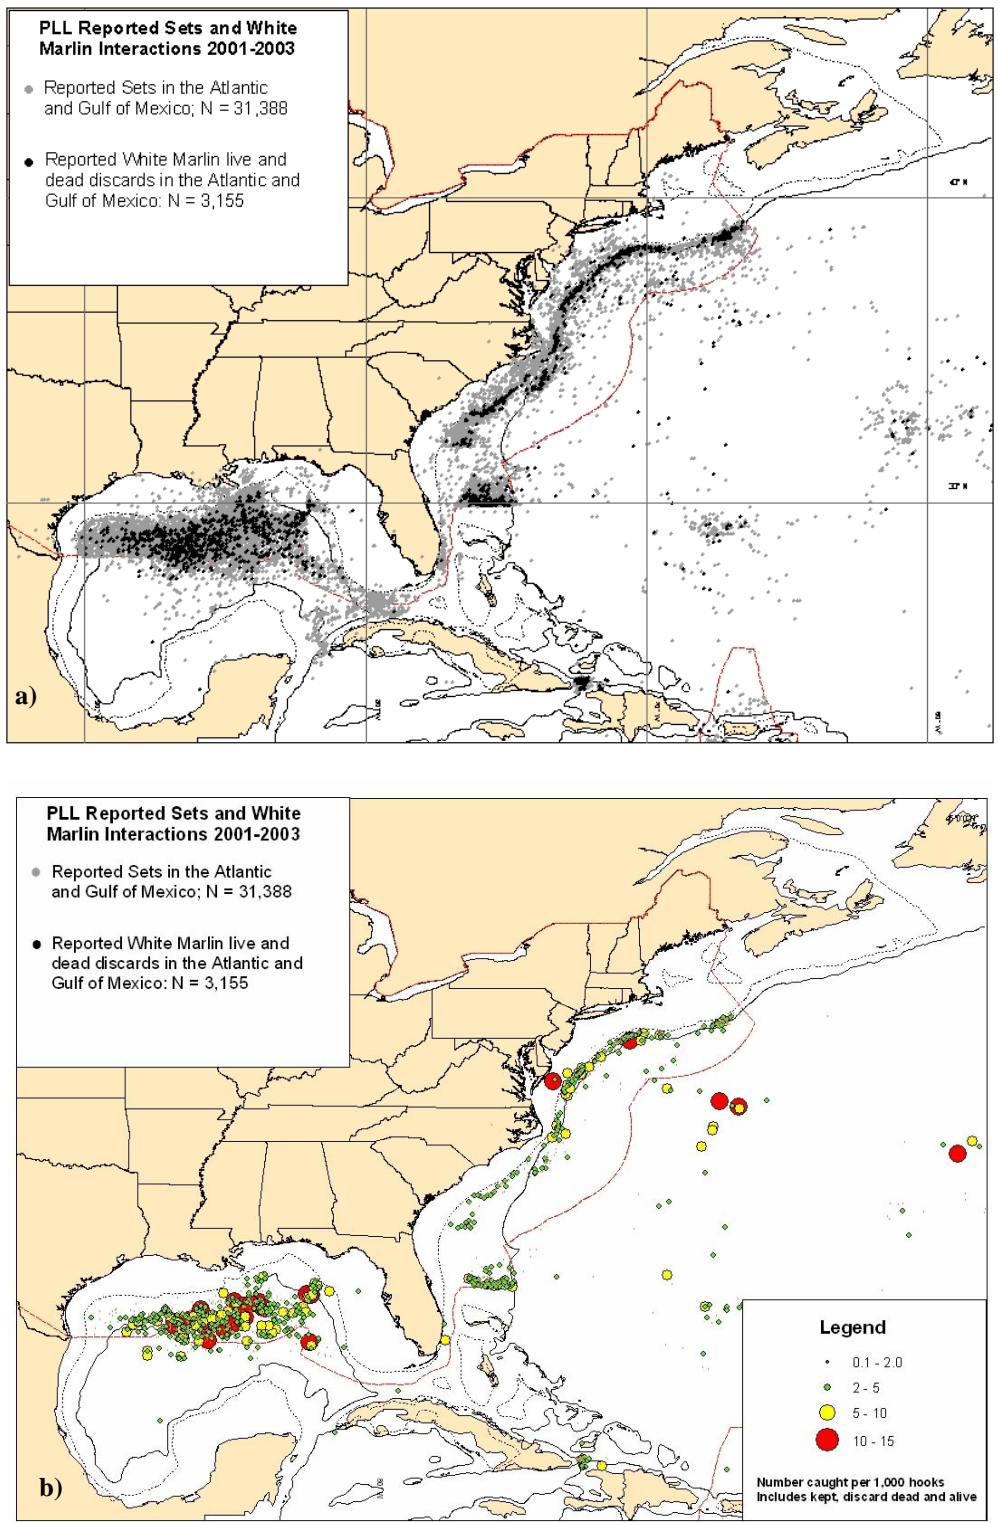 PLL Reported Sets and White
Marlin Interactions 2001-2003
Reported Sets in the Atlantic
and Gulf of Mexico; N = 31,388
Reported White Marlin live and
dead discards in the Atlantic and
Gulf of Mexico: N = 3,155
a)
PLL Reported Sets and White
Marlin Interactions 2001-2003
Reported Sets in the Atlantic
and Gulf of Mexico; N = 31,388
Reported White Marlin live and
dead discards in the Atlantic and
Gulf of Mexico: N = 3,155
Legend
0.1 - 2.0
2 - 5
5 - 10
10 - 15
Number caught per 1,000 hooks
Includes kept, discard dead and alive
b)